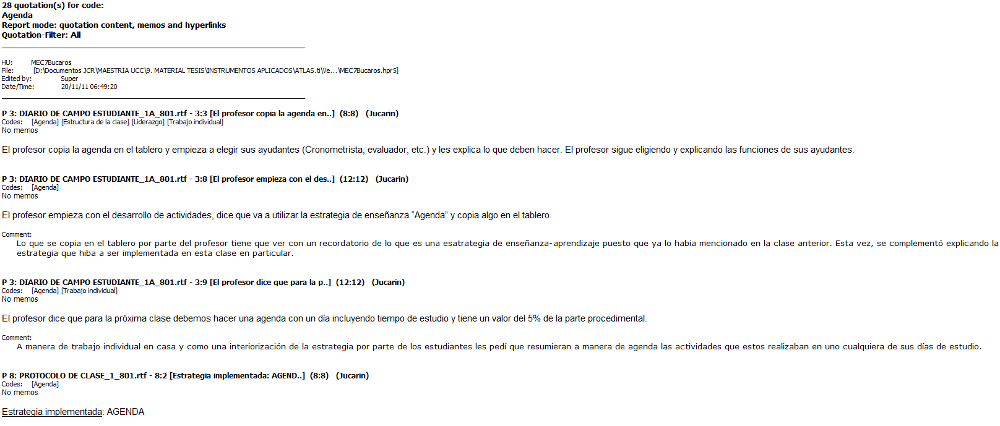 28 quotation(s) for code:
Agenda
Report mode: quotation content, memos and hyperlinks
Quotation-Filter: All
HU: MEC7Bucaros
File: [D:\Documentos JCR\MAESTRIA UCC\9. MATERIAL TESIS\INSTRUMENTOS APLICADOS\ATLAS.ti\Ve...\MEC7Bucaros.hpr5]
Edited by: Super
Date/Time: 20/11/11 06:49:20
P 3: DIARIO DE CAMPO ESTUDIANTE_1A_801.rtf - 3:3 [El profesor copia la agenda en..] (8:8) (Jucarin)
Codes: [Agenda] [Estructura de la clase] [Liderazgo] [Trabajo individual]
No memos
El profesor copia la agenda en el tablero y empieza a elegir sus ayudantes (Cronometrista, evaluador, etc.) y les explica lo que deben hacer. El profesor sigue eligiendo y explicando las funciones de sus ayudantes.
P 3: DIARIO DE CAMPO ESTUDIANTE_1A_801.rtf - 3:8 [El profesor empieza con el des..] (12:12) (Jucarin)
Codes: [Agenda]
No memos
El profesor empieza con el desarrollo de actividades, dice que va a utilizar la estrategia de enseñanza “Agenda” y copia algo en el tablero.
Comment:
Lo que se copia en el tablero por parte del profesor tiene que ver con un recordatorio de lo que es una esatrategia de enseñanza-aprendizaje puesto que ya lo habia mencionado en la clase anterior. Esta vez, se complementó explicando la
estrategia que hiba a ser implementada en esta clase en particular.
P 3: DIARIO DE CAMPO ESTUDIANTE_1A_801.rtf - 3:9 [El profesor dice que para la p..] (12:12) (Jucarin)
Codes: [Agenda] [Trabajo individual]
No memos
El profesor dice que para la próxima clase debemos hacer una agenda con un día incluyendo tiempo de estudio y tiene un valor del 5% de la parte procedimental.
Comment:
A manera de trabajo individual en casa y como una interiorización de la estrategia por parte de los estudiantes les pedí que resumieran a manera de agenda las actividades que estos realizaban en uno cualquiera de sus días de estudio.
P 8: PROTOCOLO DE CLASE_1_801.rtf - 8:2 [Estrategia implementada: AGEND..] (8:8) (Jucarin)
Codes: [Agenda]
No memos
Estrategia implementada: AGENDA